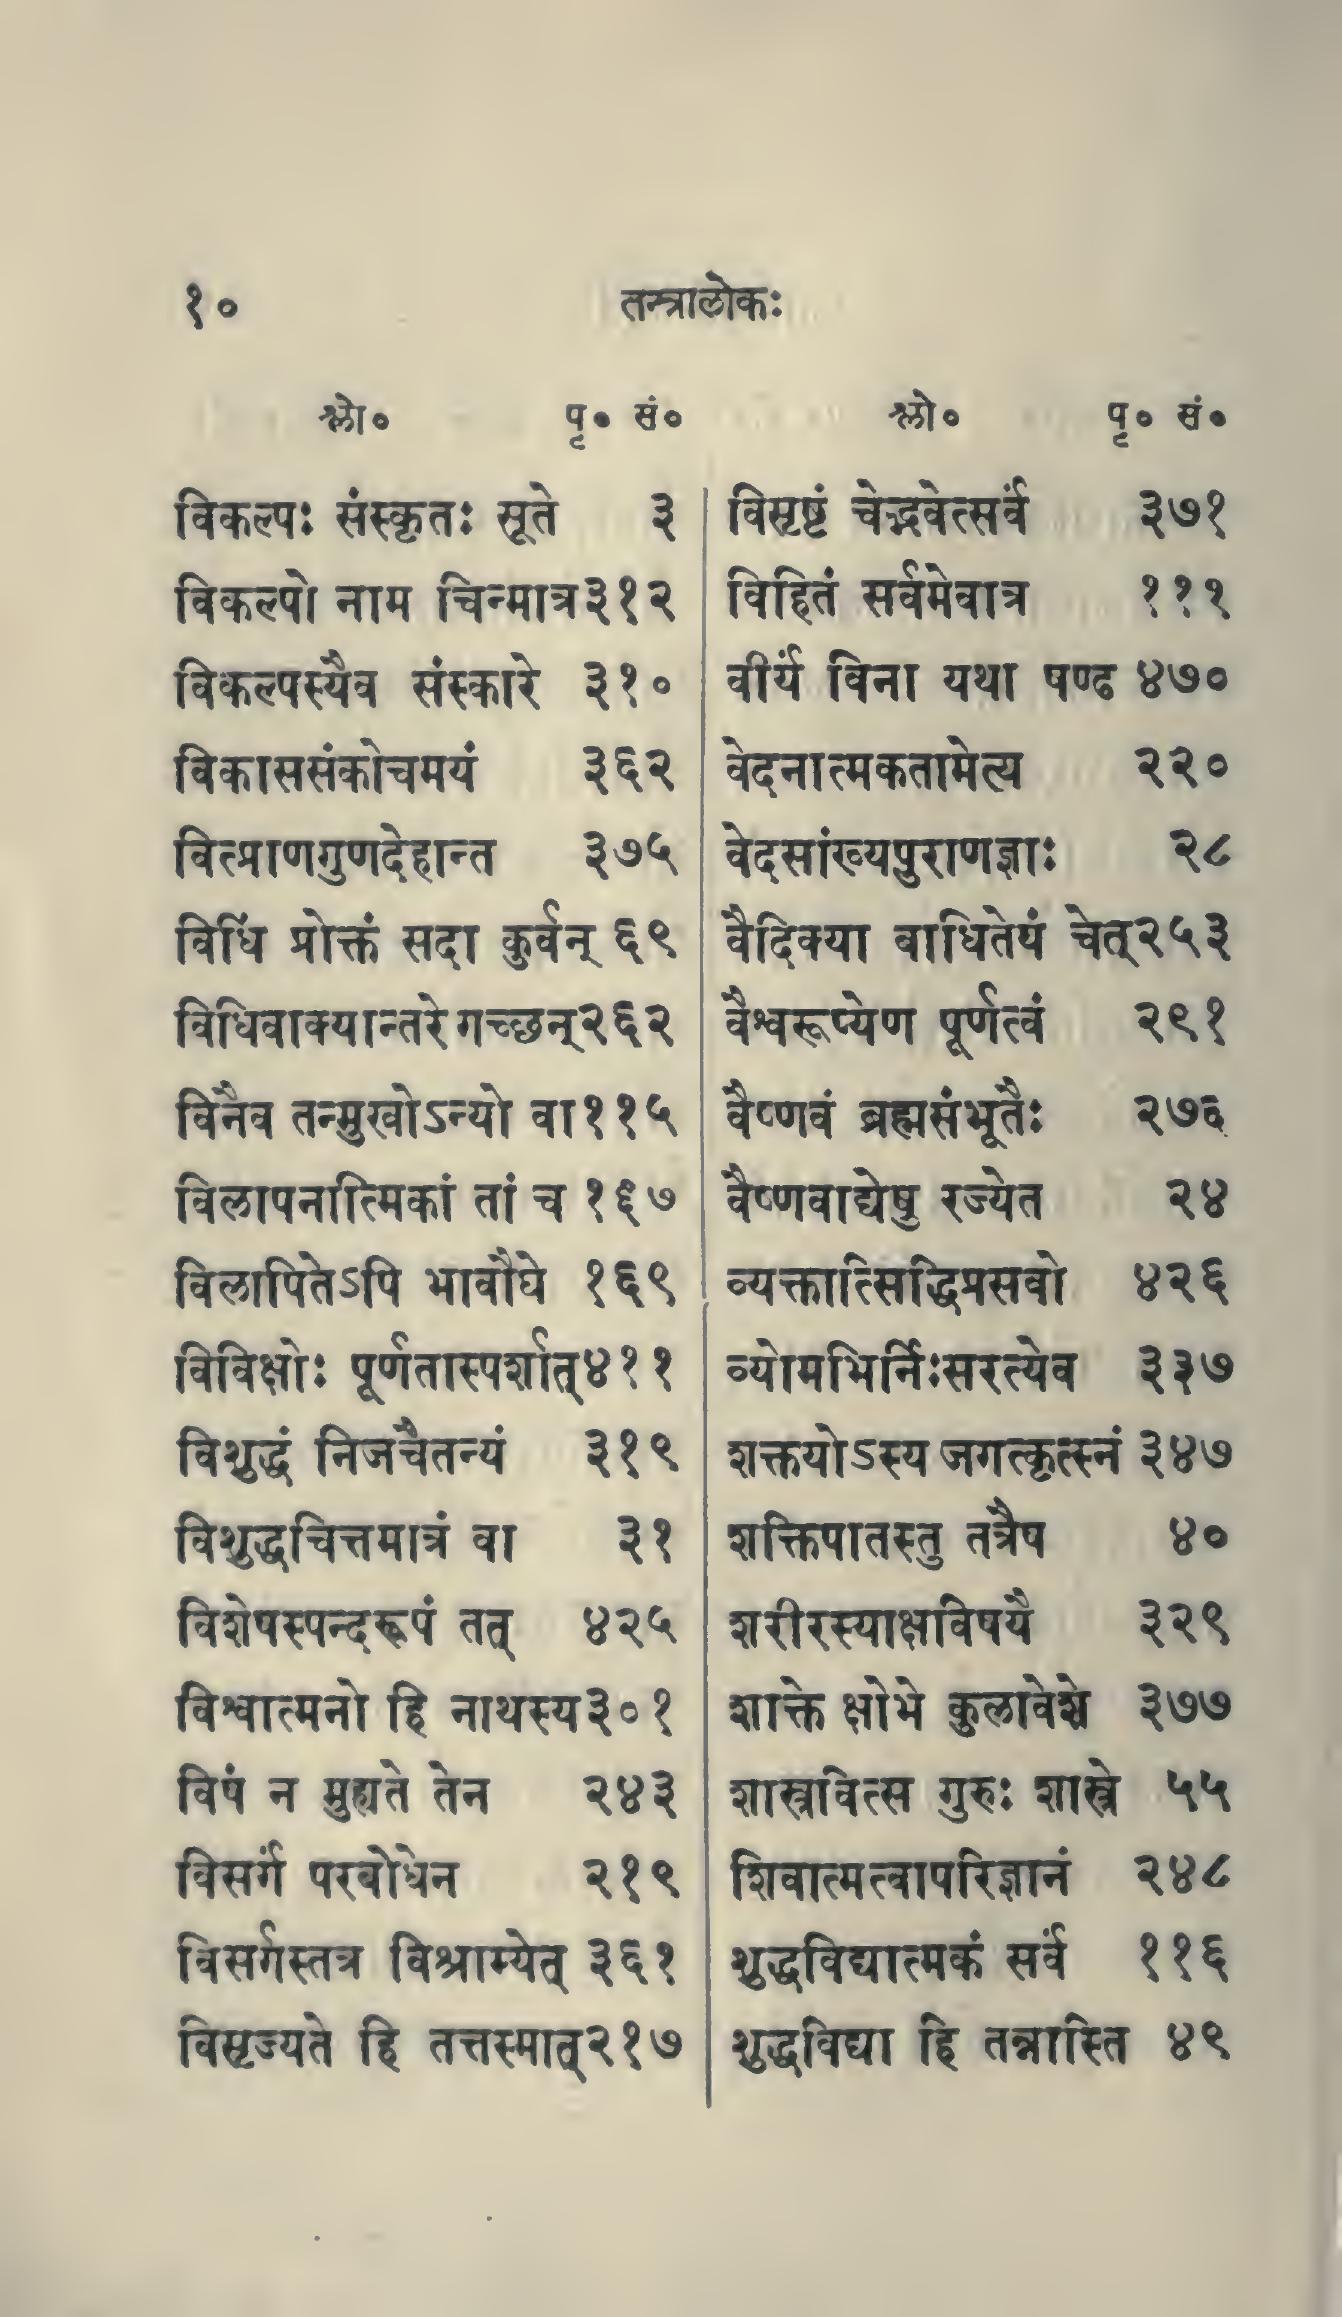 १० तन्त्रालोकः
श्लो० पृ० सं०
विकल्पः संस्कृतः सूते ३
विकल्पो नाम चिन्मात्र ३१२
विकल्पस्यैव संस्कारे ३१०
विकाससंकोचमयं ३६२
वित्प्राणगुणदेहान्त ३७५
विधिं प्रोक्तं सदा कुर्वन् ६९
विधिवाक्यान्तरे गच्छन् २६२
विनैव तन्मुखोऽन्यो वा ११५
विलापनात्मिकां तां च १६७
विलापितेऽपि भावौघे १६९
विविक्षोः पूर्णतास्पर्शात् ४११
विशुद्धं निजचैतन्यं ३१९
विशुद्धचित्तमात्रं वा ३१
विशेषस्पन्दरूपं तत् ४२५
विश्वात्मनो हि नाथस्य ३०१
विषं न मुह्यते तेन २४३
विसर्गं परबोधेन २१९
विसर्गस्तत्र विश्राम्येत् ३६१
विसृज्यते हि तत्तस्मात् २१७
श्लो० पृ० सं०
विसृष्टं चेद्भवेत्सर्वं ३७१
विहितं सर्वमेवात्र १११
वीर्यं विना यथा षण्ढ ४७०
वेदनात्मकतामेत्य २२०
वेदसांख्यपुराणज्ञाः २८
वैदिक्या बाधितेयं चेत् २५३
वैश्वरूप्येण पूर्णत्वं २९१
वैष्णवं ब्रह्मसंभूतैः २७६
वैष्णवाद्येषु रज्येत २४
व्यक्तात्सिद्धिप्रसवो ४२६
व्योमभिर्निःसरत्येव ३३७
शक्तयोऽस्य जगत्कृत्स्नं ३४७
शक्तिपातस्तु तत्रैष ४०
शरीरस्याक्षविषयै ३२९
शाक्ते क्षोभे कुलावेशे ३७७
शास्त्रवित्स गुरुः शास्त्रे ५५
शिवात्मत्वापरिज्ञानं २४८
शुद्धविद्यात्मकं सर्वं ११६
शुद्धविद्या हि तन्नास्ति ४९